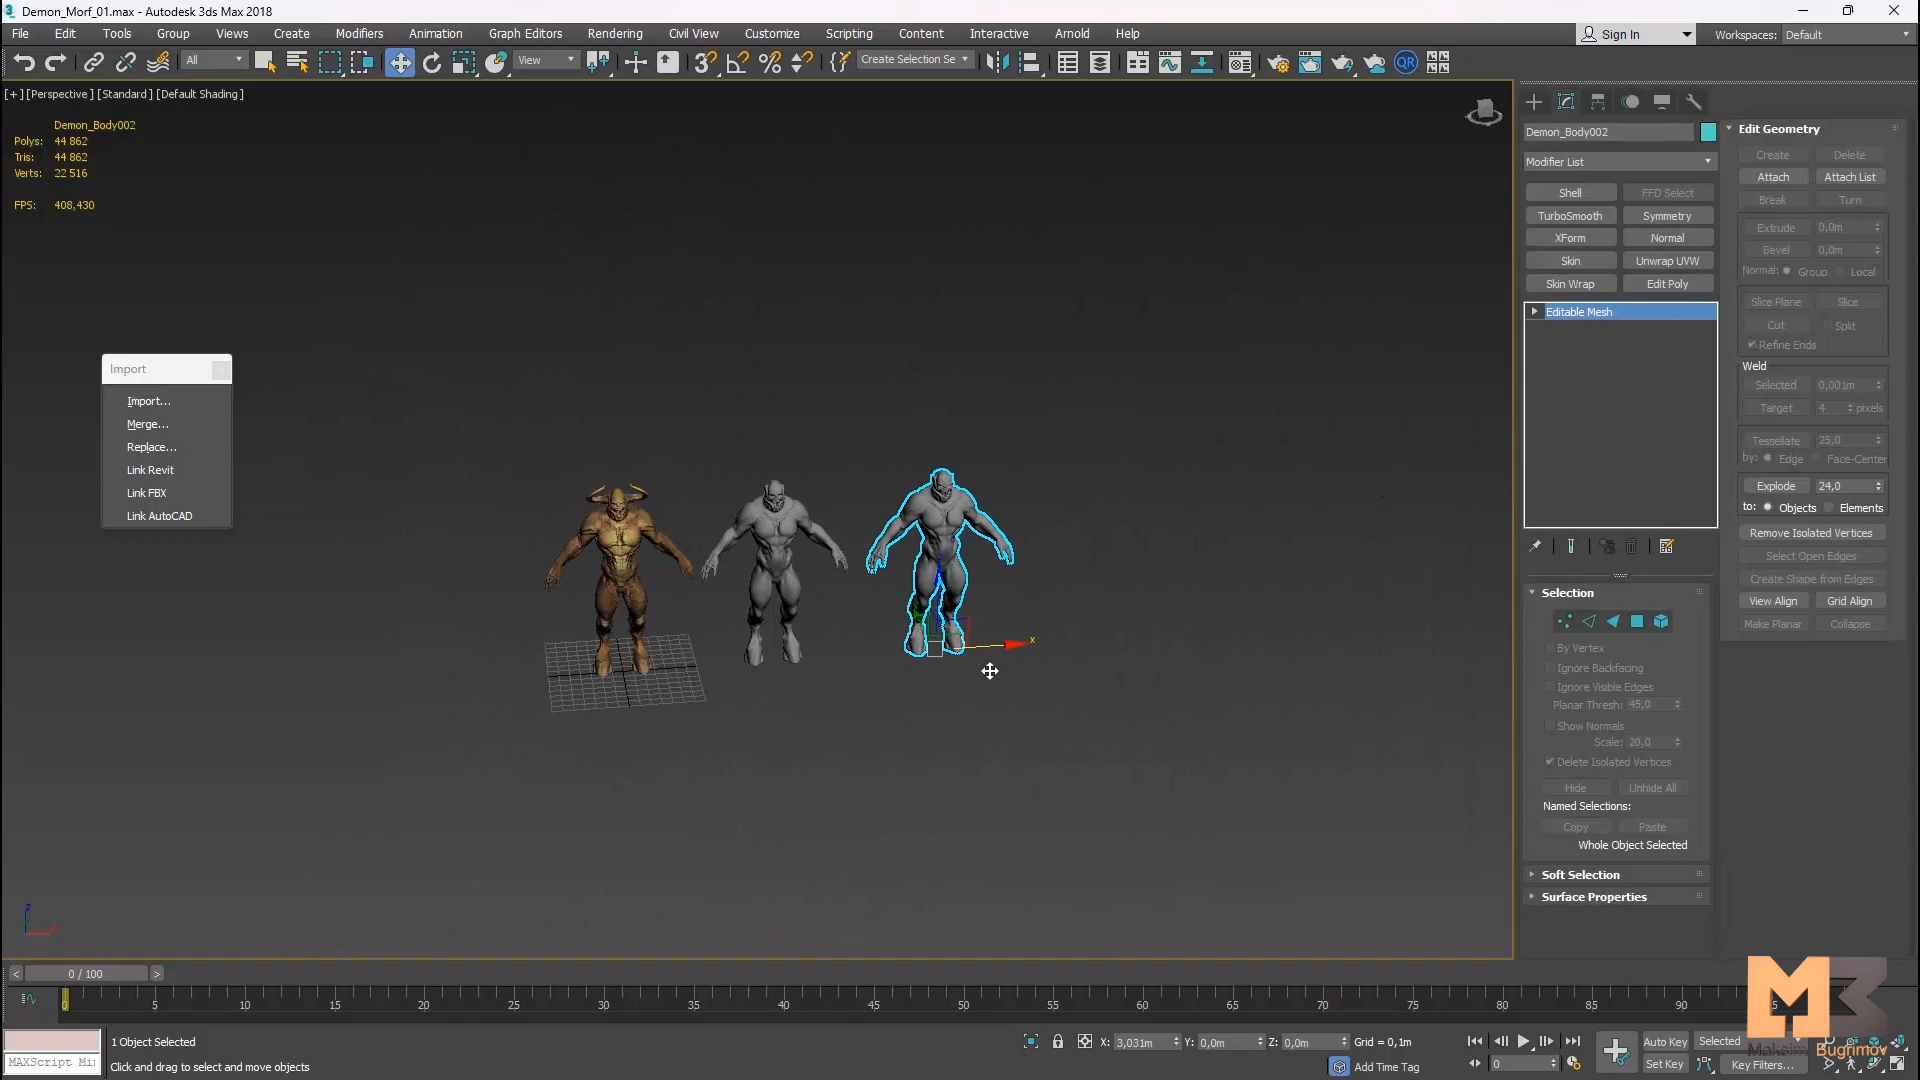 Demon_Morf_01.max - Autodesk 3ds Max 2018
File Edit Tools Group Views Create Modifiers Animation Graph Editors Rendering Civil View Customize Scripting Content Interactive Arnold Help
Sign In
Workspaces: Default
All
View
3
Create Selection Se
QR
[+] [Perspective] [Standard] [Default Shading]
Demon_Body002
Polys: 44 862
Tris: 44 862
Verts: 22 516
FPS: 408,430
Import
Import...
Merge...
Replace...
Link Revit
Link FBX
Link AutoCAD
x
z
Demon_Body002
Modifier List
Shell FFD Select
TurboSmooth Symmetry
XForm Normal
Skin Unwrap UVW
Skin Wrap Edit Poly
Editable Mesh
Selection
By Vertex
Ignore Backfacing
Ignore Visible Edges
Planar Thresh: 45,0
Show Normals
Scale: 20,0
Delete Isolated Vertices
Hide Unhide All
Named Selections:
Copy Paste
Whole Object Selected
Soft Selection
Surface Properties
Edit Geometry
Create Delete
Attach Attach List
Break Turn
Extrude 0,0m
Bevel 0,0m
Normal: Group Local
Slice Plane Slice
Cut Split
Refine Ends
Weld
Selected 0,001m
Target 4 pixels
Tessellate 25,0
by: Edge Face-Center
Explode 24,0
to: Objects Elements
Remove Isolated Vertices
Select Open Edges
Create Shape from Edges
View Align Grid Align
Make Planar Collapse
< 0 / 100 >
0 5 10 15 20 25 30 35 40 45 50 55 60 65 70 75 80 85 90
1 Object Selected
X: 3,031m Y: 0,0m Z: 0,0m Grid = 0,1m
Auto Key Selected
MAXScript Mi
Click and drag to select and move objects
Add Time Tag
0
Set Key Key Filters...
Maksim Bugrimov